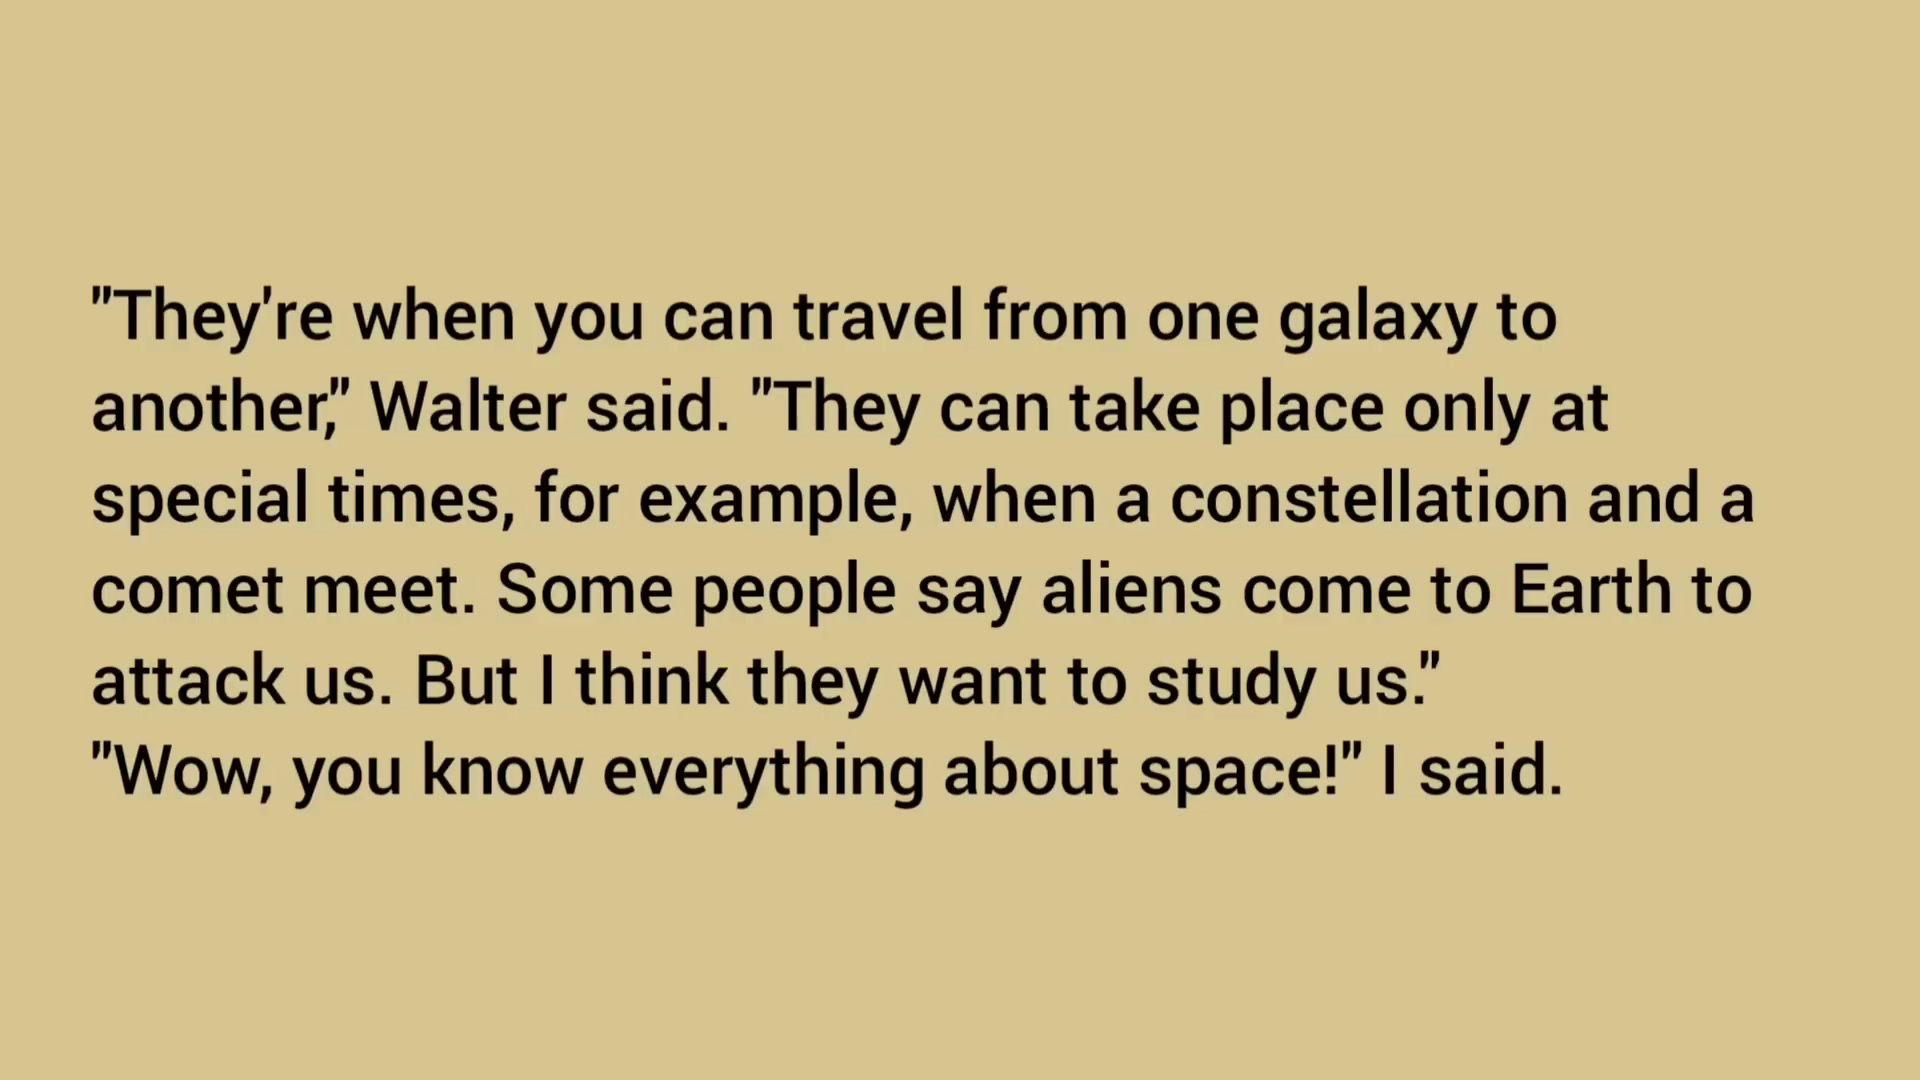 "They're when you can travel from one galaxy to
another," Walter said. "They can take place only at
special times, for example, when a constellation and a
comet meet. Some people say aliens come to Earth to
attack us. But I think they want to study us."
"Wow, you know everything about space!" I said.